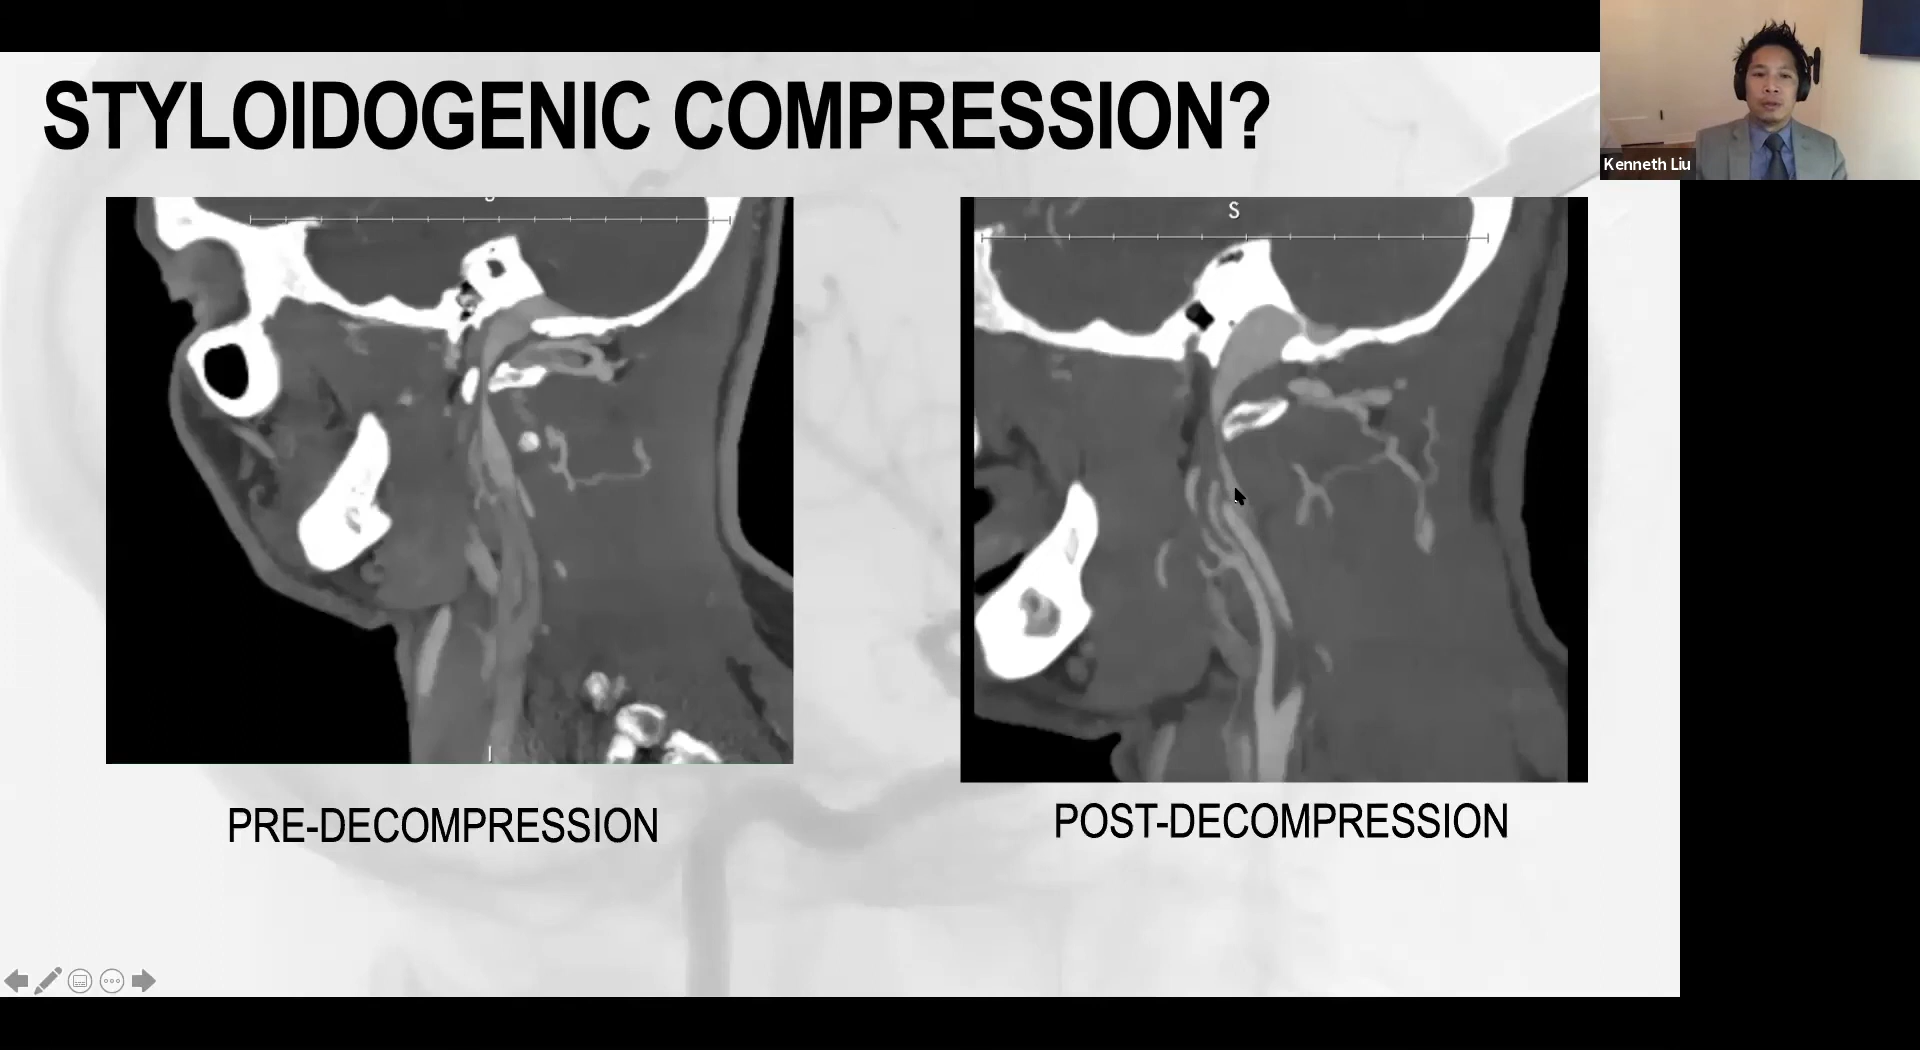 STYLOIDOGENIC COMPRESSION?
Kenneth Liu
S
I
PRE-DECOMPRESSION
POST-DECOMPRESSION